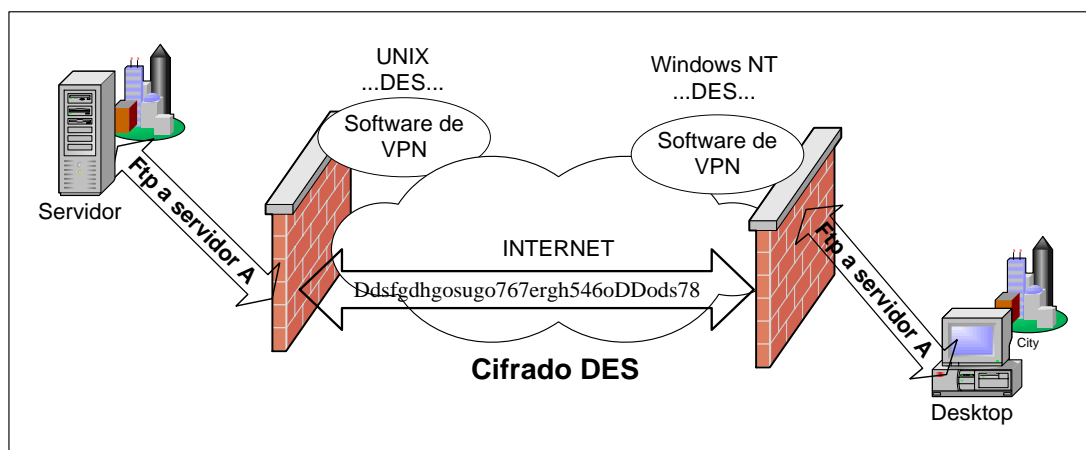 UNIX
...DES...
Windows NT
...DES...
Software de
VPN
Software de
VPN
Ftp a servidor A
Servidor
INTERNET
Ftp a servidor A
Ddsfgdhgosugo767ergh546oDDods78
City
Cifrado DES
Desktop